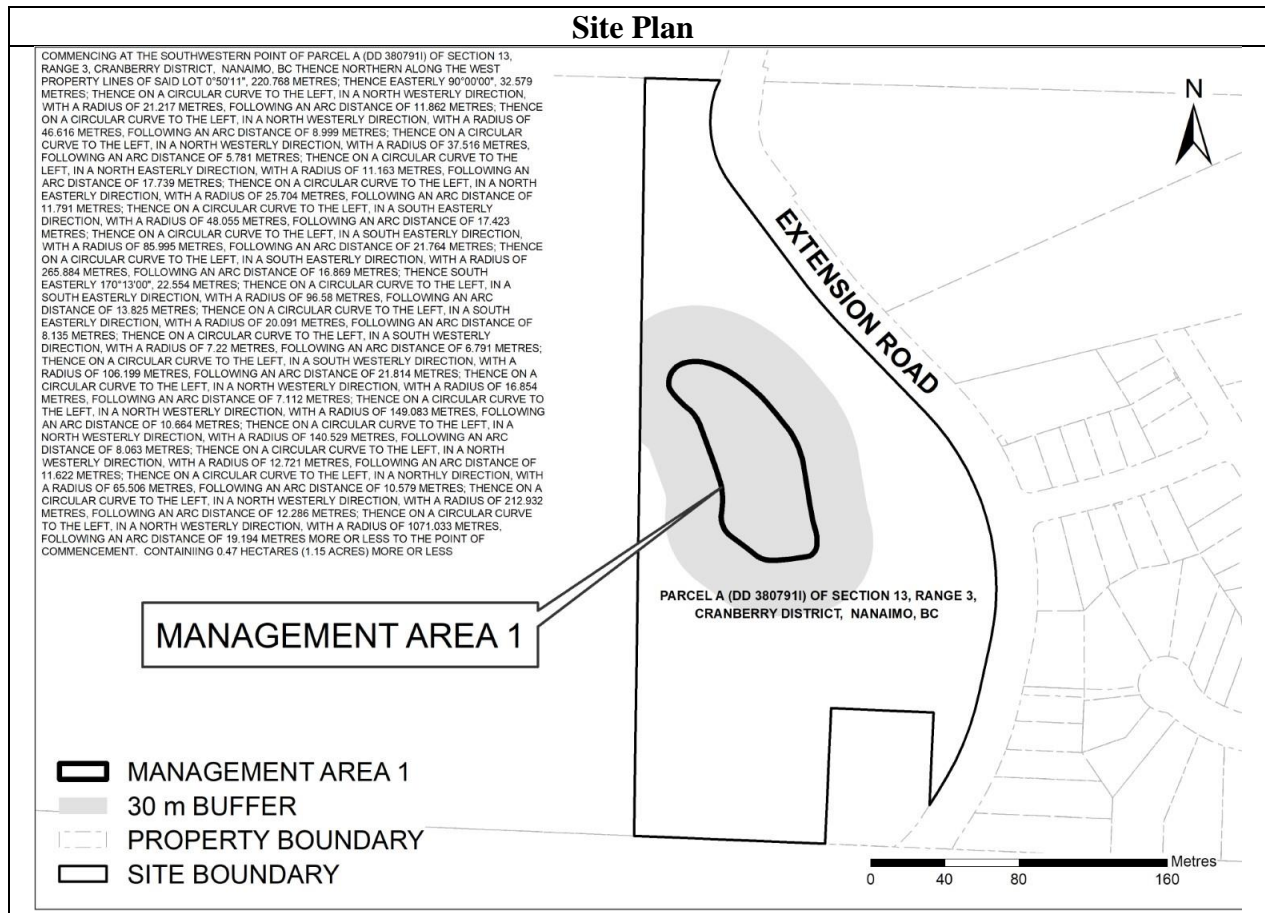 Site Plan
COMMENCING AT THE SOUTHWESTERN POINT OF PARCEL A (DD 380791I) OF SECTION 13,
RANGE 3, CRANBERRY DISTRICT, NANAIMO, BC THENCE NORTHERN ALONG THE WEST
PROPERTY LINES OF SAID LOT 0°50'11", 220.768 METRES; THENCE EASTERLY 90°00'00", 32.579
METRES; THENCE ON A CIRCULAR CURVE TO THE LEFT, IN A NORTH WESTERLY DIRECTION,
WITH A RADIUS OF 21.217 METRES, FOLLOWING AN ARC DISTANCE OF 11.862 METRES; THENCE
ON A CIRCULAR CURVE TO THE LEFT, IN A NORTH WESTERLY DIRECTION, WITH A RADIUS OF
46.616 METRES, FOLLOWING AN ARC DISTANCE OF 8.999 METRES; THENCE ON A CIRCULAR
CURVE TO THE LEFT, IN A NORTH WESTERLY DIRECTION, WITH A RADIUS OF 37.516 METRES,
FOLLOWING AN ARC DISTANCE OF 5.781 METRES; THENCE ON A CIRCULAR CURVE TO THE
LEFT, IN A NORTH EASTERLY DIRECTION, WITH A RADIUS OF 11.163 METRES, FOLLOWING AN
ARC DISTANCE OF 17.739 METRES; THENCE ON A CIRCULAR CURVE TO THE LEFT, IN A NORTH
EASTERLY DIRECTION, WITH A RADIUS OF 25.704 METRES, FOLLOWING AN ARC DISTANCE OF
11.791 METRES; THENCE ON A CIRCULAR CURVE TO THE LEFT, IN A SOUTH EASTERLY
DIRECTION, WITH A RADIUS OF 48.055 METRES, FOLLOWING AN ARC DISTANCE OF 17.423
METRES; THENCE ON A CIRCULAR CURVE TO THE LEFT, IN A SOUTH EASTERLY DIRECTION,
WITH A RADIUS OF 85.995 METRES, FOLLOWING AN ARC DISTANCE OF 21.764 METRES; THENCE
ON A CIRCULAR CURVE TO THE LEFT, IN A SOUTH EASTERLY DIRECTION, WITH A RADIUS OF
265.884 METRES, FOLLOWING AN ARC DISTANCE OF 16.869 METRES; THENCE SOUTH
EASTERLY 170°13'00", 22.554 METRES; THENCE ON A CIRCULAR CURVE TO THE LEFT, IN A
SOUTH EASTERLY DIRECTION, WITH A RADIUS OF 96.58 METRES, FOLLOWING AN ARC
DISTANCE OF 13.825 METRES; THENCE ON A CIRCULAR CURVE TO THE LEFT, IN A SOUTH
EASTERLY DIRECTION, WITH A RADIUS OF 20.091 METRES, FOLLOWING AN ARC DISTANCE OF
8.135 METRES; THENCE ON A CIRCULAR CURVE TO THE LEFT, IN A SOUTH WESTERLY
DIRECTION, WITH A RADIUS OF 7.22 METRES, FOLLOWING AN ARC DISTANCE OF 6.791 METRES;
THENCE ON A CIRCULAR CURVE TO THE LEFT, IN A SOUTH WESTERLY DIRECTION, WITH A
RADIUS OF 106.199 METRES, FOLLOWING AN ARC DISTANCE OF 21.814 METRES; THENCE ON A
CIRCULAR CURVE TO THE LEFT, IN A NORTH WESTERLY DIRECTION, WITH A RADIUS OF 16.854
METRES, FOLLOWING AN ARC DISTANCE OF 7.112 METRES; THENCE ON A CIRCULAR CURVE TO
THE LEFT, IN A NORTH WESTERLY DIRECTION, WITH A RADIUS OF 149.083 METRES, FOLLOWING
AN ARC DISTANCE OF 10.664 METRES; THENCE ON A CIRCULAR CURVE TO THE LEFT, IN A
NORTH WESTERLY DIRECTION, WITH A RADIUS OF 140.529 METRES, FOLLOWING AN ARC
DISTANCE OF 8.063 METRES; THENCE ON A CIRCULAR CURVE TO THE LEFT, IN A NORTH
WESTERLY DIRECTION, WITH A RADIUS OF 12.721 METRES, FOLLOWING AN ARC DISTANCE OF
11.622 METRES; THENCE ON A CIRCULAR CURVE TO THE LEFT, IN A NORTHLY DIRECTION, WITH
A RADIUS OF 65.506 METRES, FOLLOWING AN ARC DISTANCE OF 10.579 METRES; THENCE ON A
CIRCULAR CURVE TO THE LEFT, IN A NORTH WESTERLY DIRECTION, WITH A RADIUS OF 212.932
METRES, FOLLOWING AN ARC DISTANCE OF 12.286 METRES; THENCE ON A CIRCULAR CURVE
TO THE LEFT, IN A NORTH WESTERLY DIRECTION, WITH A RADIUS OF 1071.033 METRES,
FOLLOWING AN ARC DISTANCE OF 19.194 METRES MORE OR LESS TO THE POINT OF
COMMENCEMENT. CONTAINIING 0.47 HECTARES (1.15 ACRES) MORE OR LESS
N
EXTENSION ROAD
PARCEL A (DD 380791I) OF SECTION 13, RANGE 3,
CRANBERRY DISTRICT, NANAIMO, BC
MANAGEMENT AREA 1
MANAGEMENT AREA 1
30 m BUFFER
PROPERTY BOUNDARY
SITE BOUNDARY
Metres
0 40 80 160